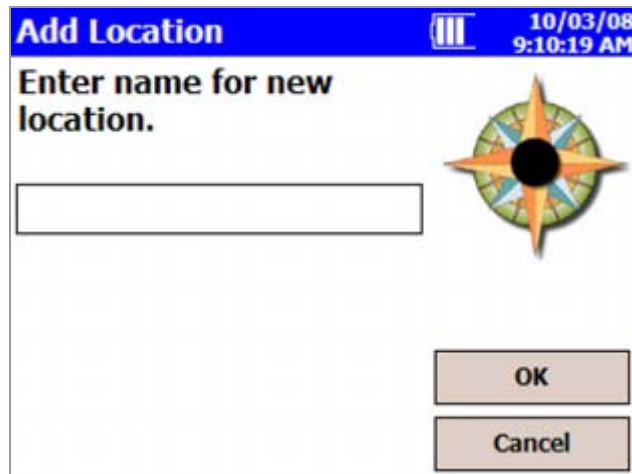 Add Location
10/03/08
9:10:19 AM
Enter name for new
location.
OK
Cancel